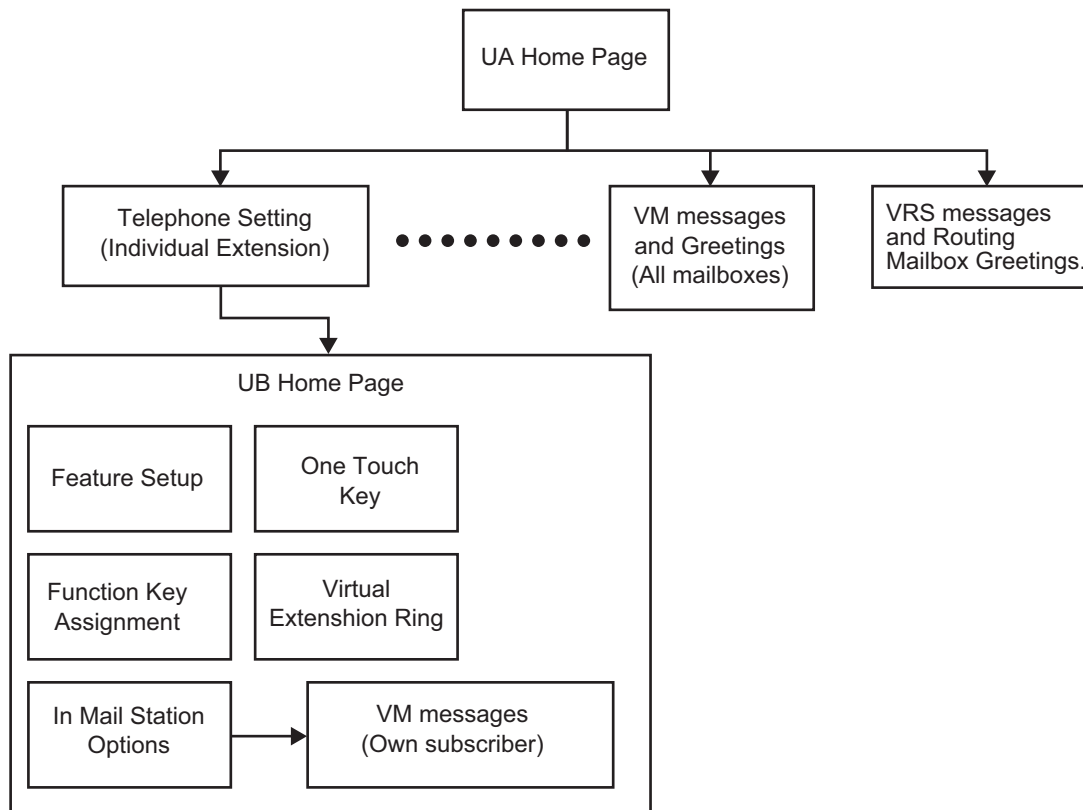 UA Home Page
Telephone Setting
(Individual Extension)
VM messages
and Greetings
(All mailboxes)
VRS messages
and Routing
Mailbox Greetings.
UB Home Page
Feature Setup
One Touch
Key
Function Key
Assignment
Virtual
Extenshion Ring
In Mail Station
Options
VM messages
(Own subscriber)